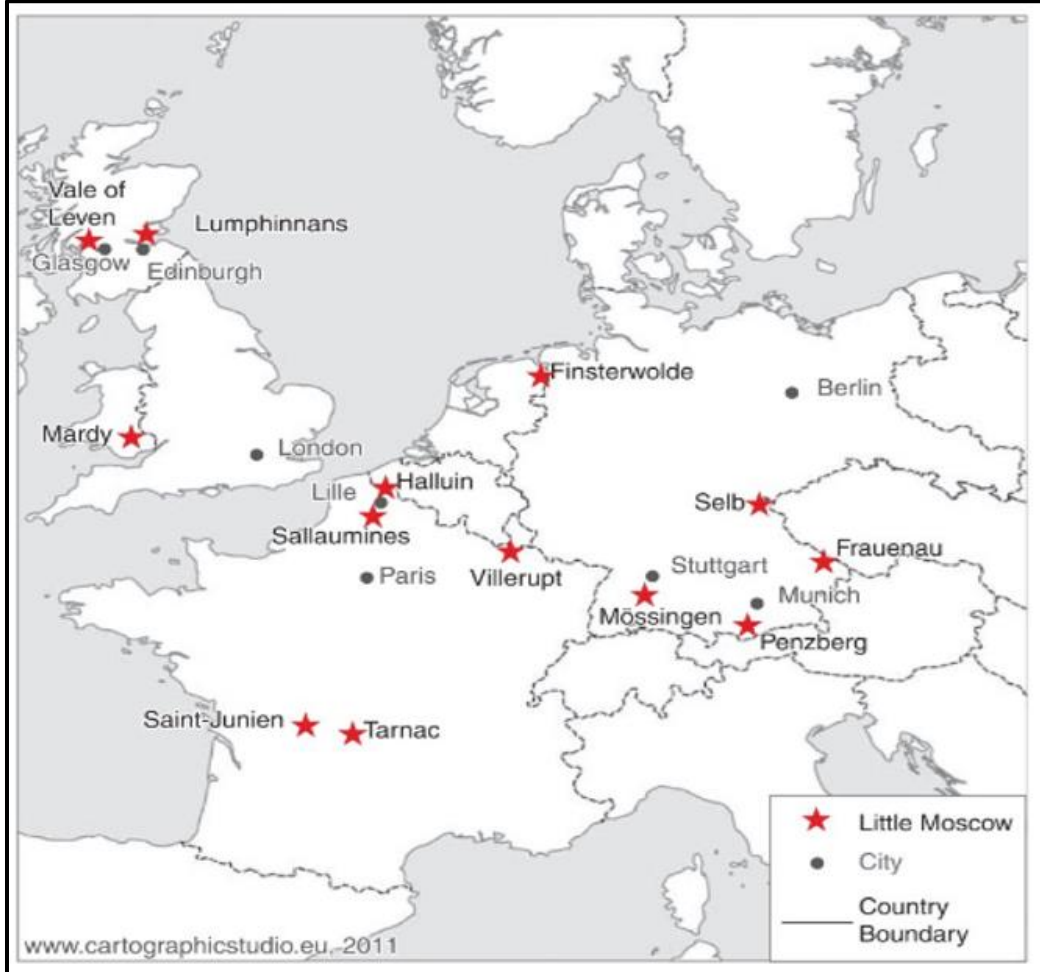 Vale of
Leven
Lumphinnans
Glasgow
Edinburgh
Finsterwolde
Berlin
Mardy
London
Halluin
Lille
Selb
Sallaumines
Frauenau
Stuttgart
Paris
Villerupt
Munich
Mössingen
Penzberg
Saint-Junien
Tarnac
Little Moscow
City
Country
Boundary
www.cartographicstudio.eu, 2011